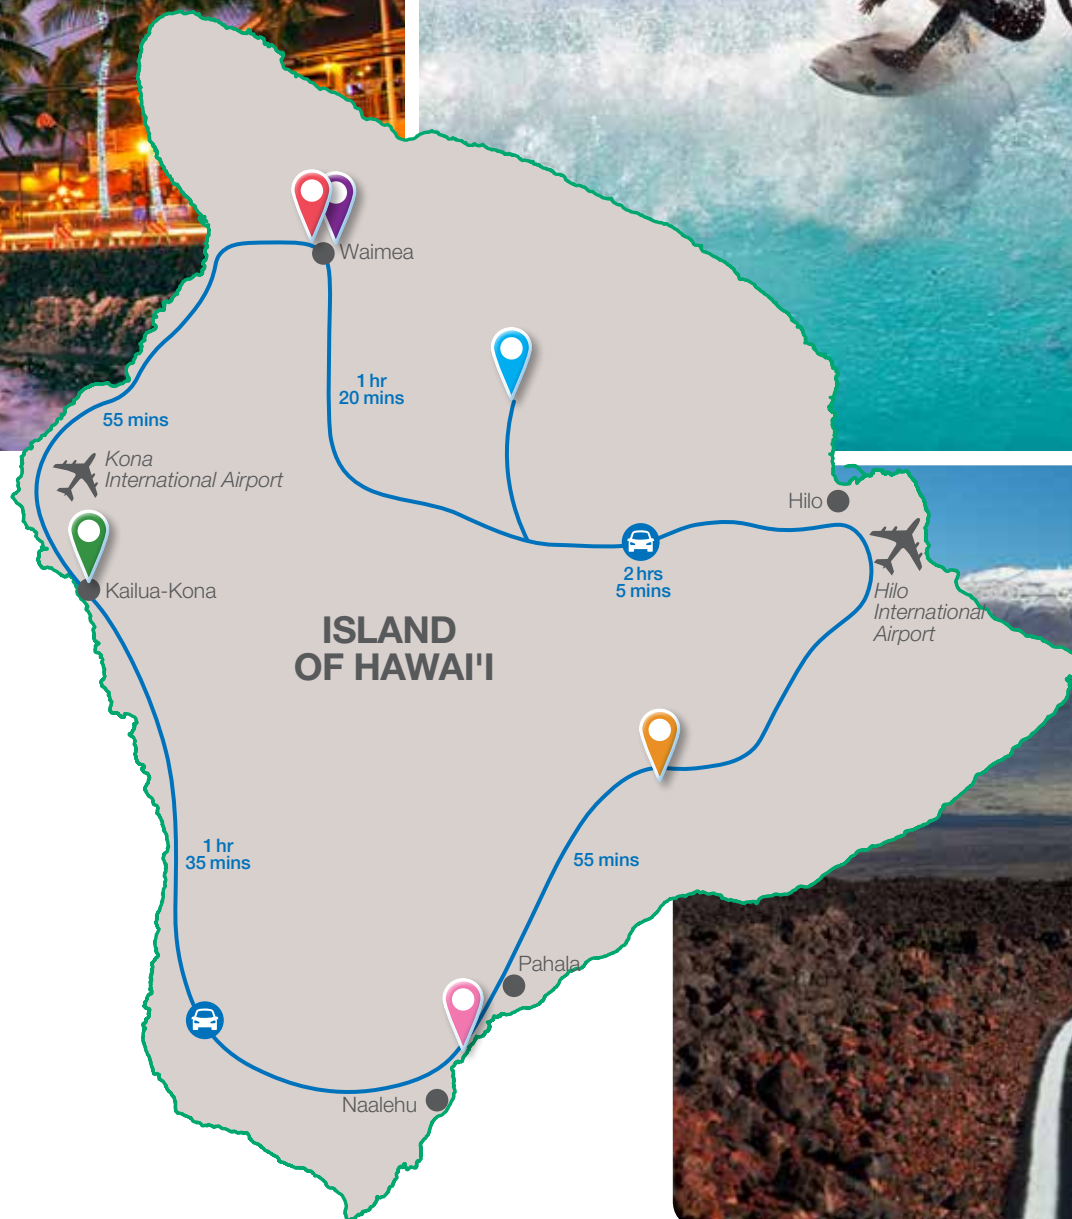 Waimea
1 hr
20 mins
55 mins
Kona
International Airport
Hilo
2 hrs
5 mins
Kailua-Kona
Hilo
International
Airport
ISLAND
OF HAWAI'I
1 hr
35 mins
55 mins
Pahala
Naalehu